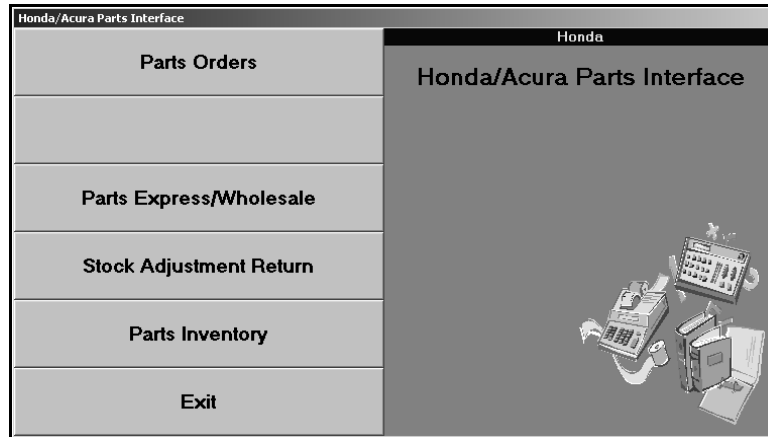 Honda/Acura Parts Interface
Parts Orders
Parts Express/Wholesale
Stock Adjustment Return
Parts Inventory
Exit
Honda
Honda/Acura Parts Interface